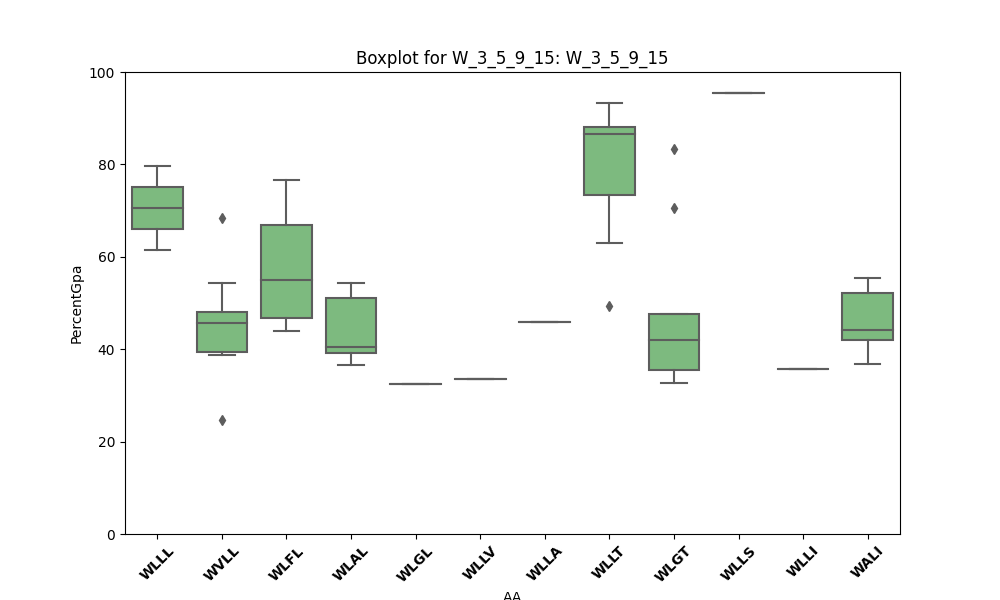 Boxplot for W_3_5_9_15: W_3_5_9_15
100
80
60
40
20
0
PercentGpa
WLLL
WVLL
WLFL
WLAL
WLGL
WLLV
WLLA
WLLT
WLGT
WLLS
WLLI
WALI
AA